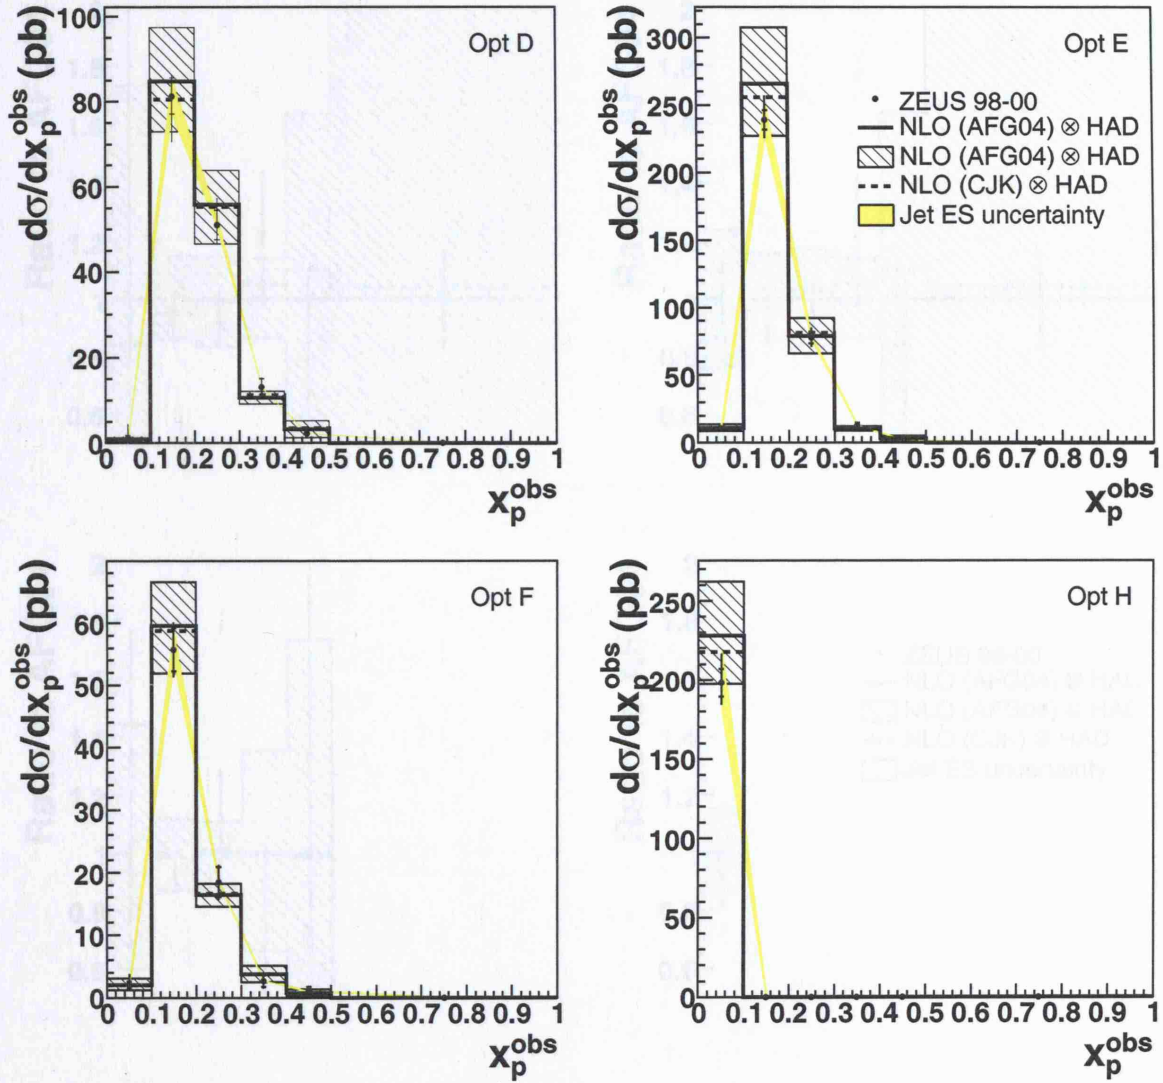 Opt D
dσ/dx_p^obs (pb)
100
80
60
40
20
0
0 0.1 0.2 0.3 0.4 0.5 0.6 0.7 0.8 0.9 1
x_p^obs
Opt E
dσ/dx_p^obs (pb)
300
250
200
150
100
50
0
ZEUS 98-00
NLO (AFG04) ⊗ HAD
NLO (AFG04) ⊗ HAD
NLO (CJK) ⊗ HAD
Jet ES uncertainty
0 0.1 0.2 0.3 0.4 0.5 0.6 0.7 0.8 0.9 1
x_p^obs
Opt F
dσ/dx_p^obs (pb)
60
50
40
30
20
10
0
0 0.1 0.2 0.3 0.4 0.5 0.6 0.7 0.8 0.9 1
x_p^obs
Opt H
dσ/dx_p^obs (pb)
250
200
150
100
50
0
0 0.1 0.2 0.3 0.4 0.5 0.6 0.7 0.8 0.9 1
x_p^obs